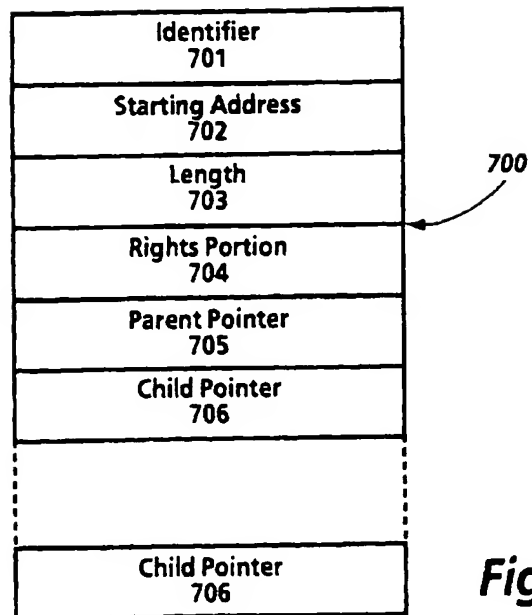 Identifier
701
Starting Address
702
Length
703
700
Rights Portion
704
Parent Pointer
705
Child Pointer
706
Child Pointer
706
Fig